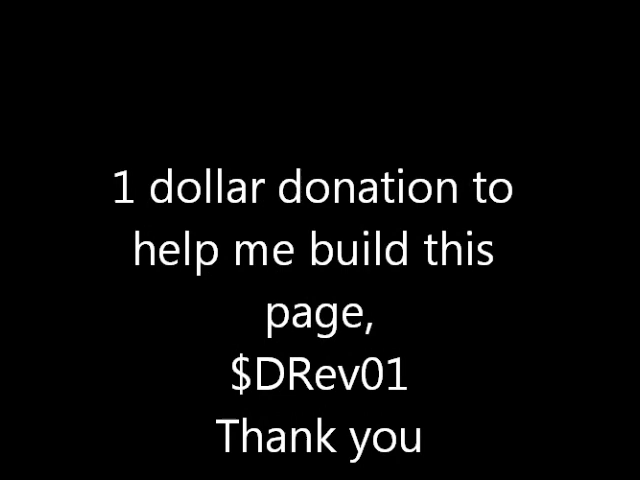 1 dollar donation to
help me build this
page,
$DRev01
Thank you